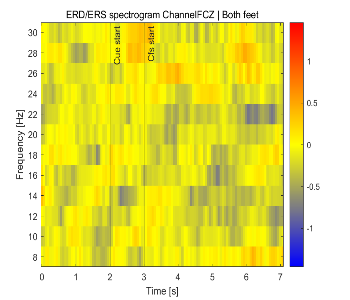 ERD/ERS spectrogram ChannelFCZ | Both feet
Frequency [Hz]
30
28
26
24
22
20
18
16
14
12
10
8
Cue start
Cfs start
1
0.5
0
-0.5
-1
0 1 2 3 4 5 6 7
Time [s]